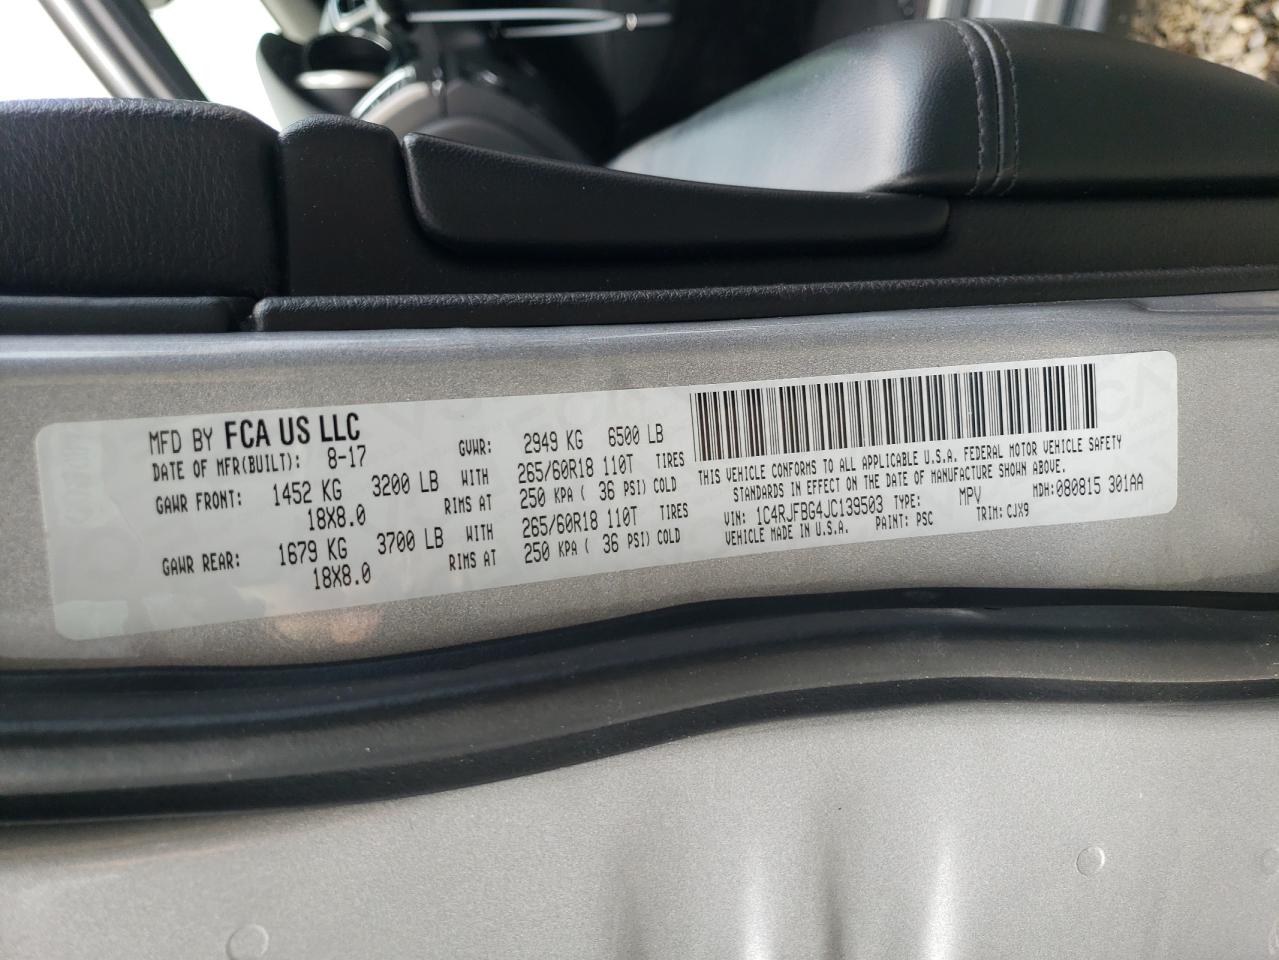 MFD BY FCA US LLC
DATE OF MFR(BUILT): 8-17
GVWR: 2949 KG 6500 LB
GAWR FRONT: 1452 KG 3200 LB WITH 265/60R18 110T TIRES
18X8.0 RIMS AT 250 KPA ( 36 PSI) COLD
GAWR REAR: 1679 KG 3700 LB WITH 265/60R18 110T TIRES
18X8.0 RIMS AT 250 KPA ( 36 PSI) COLD
THIS VEHICLE CONFORMS TO ALL APPLICABLE U.S.A. FEDERAL MOTOR VEHICLE SAFETY
STANDARDS IN EFFECT ON THE DATE OF MANUFACTURE SHOWN ABOVE.
VIN: 1C4RJFBG4JC139503 TYPE: MPV MDH:080815 301AA
VEHICLE MADE IN U.S.A. PAINT: PSC TRIM:CJX9